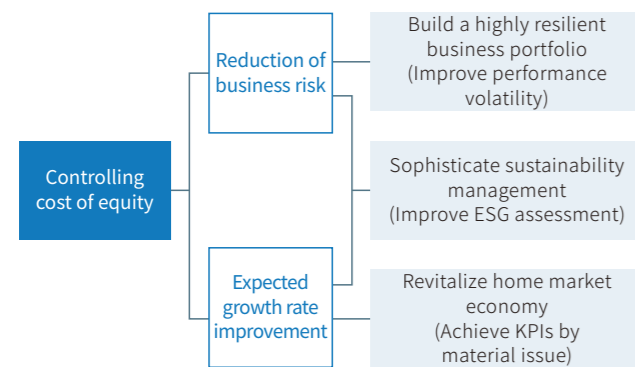 Controlling
cost of equity
Reduction of
business risk
Expected
growth rate
improvement
Build a highly resilient
business portfolio
(Improve performance
volatility)
Sophisticate sustainability
management
(Improve ESG assessment)
Revitalize home market
economy
(Achieve KPIs by
material issue)